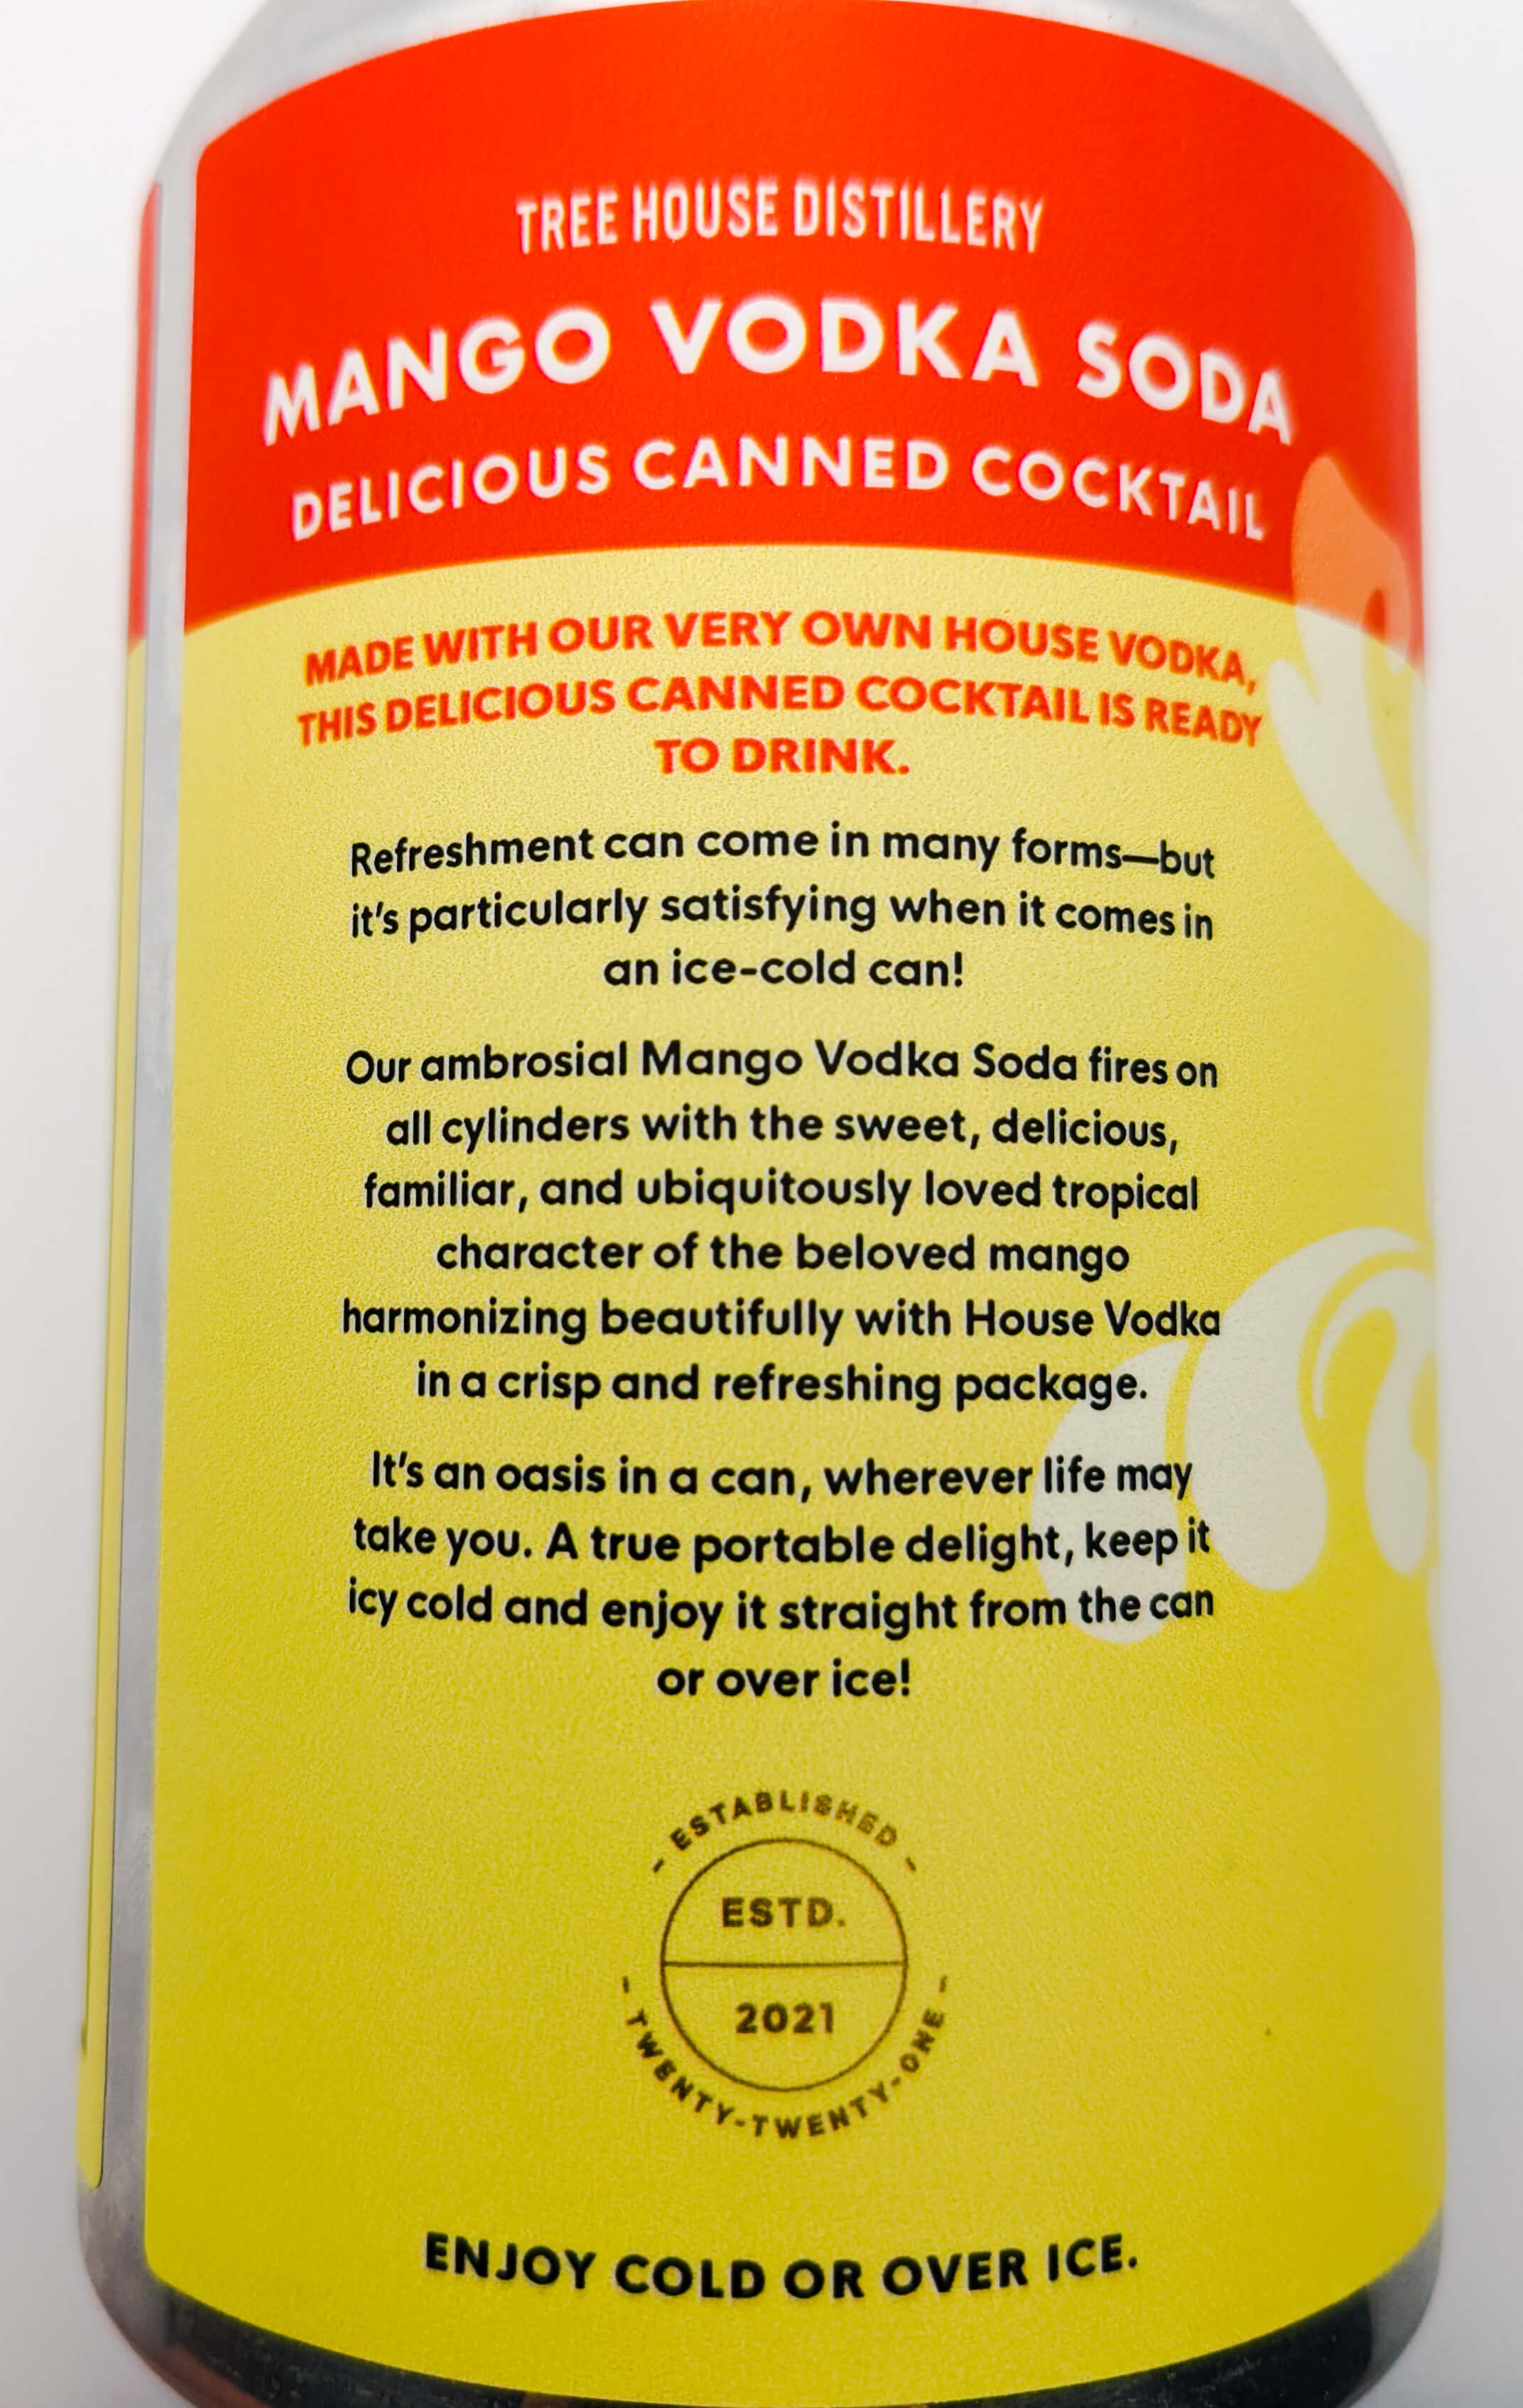 TREE HOUSE DISTILLERY
MANGO VODKA SODA
DELICIOUS CANNED COCKTAIL
MADE WITH OUR VERY OWN HOUSE VODKA,
THIS DELICIOUS CANNED COCKTAIL IS READY
TO DRINK.
Refreshment can come in many forms—but
it's particularly satisfying when it comes in
an ice-cold can!
Our ambrosial Mango Vodka Soda fires on
all cylinders with the sweet, delicious,
familiar, and ubiquitously loved tropical
character of the beloved mango
harmonizing beautifully with House Vodka
in a crisp and refreshing package.
It's an oasis in a can, wherever life may
take you. A true portable delight, keep it
icy cold and enjoy it straight from the can
or over ice!
- ESTABLISHED -
ESTD.
2021
- TWENTY-TWENTY-ONE -
ENJOY COLD OR OVER ICE.